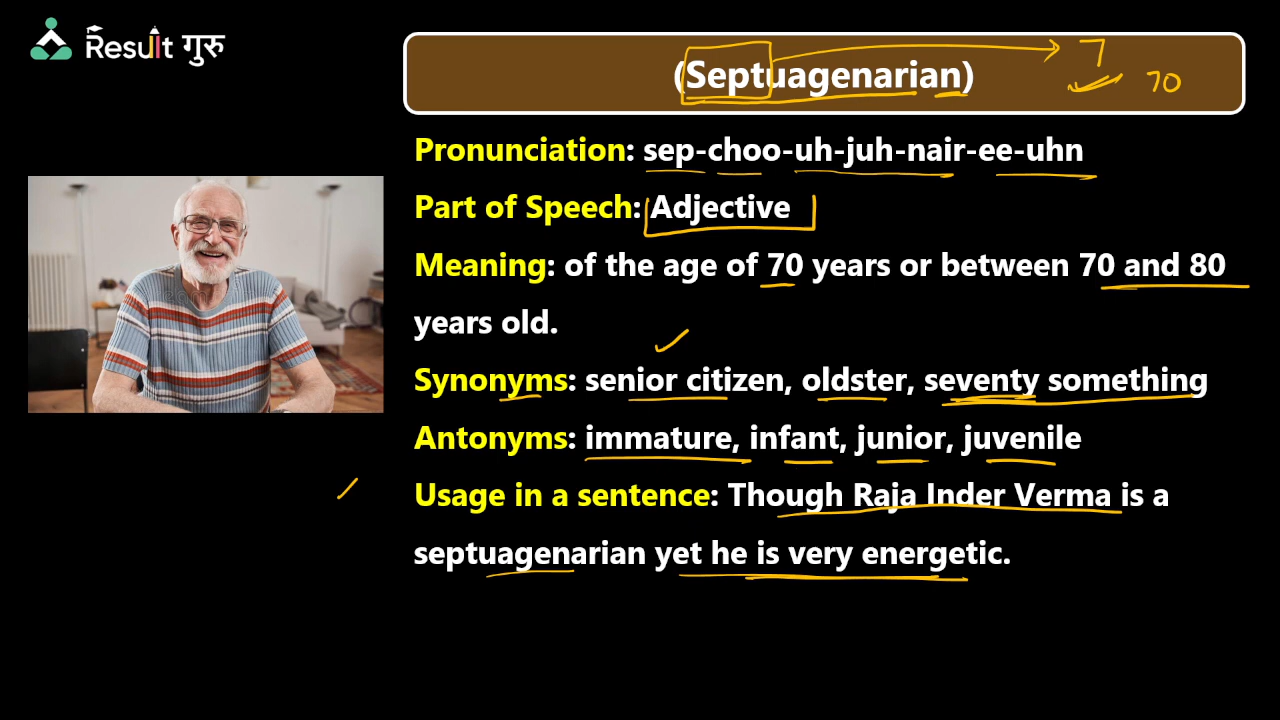 Result गुरु
(Septuagenarian)
7
70
Pronunciation: sep-choo-uh-juh-nair-ee-uhn
Part of Speech: Adjective
Meaning: of the age of 70 years or between 70 and 80
years old.
Synonyms: senior citizen, oldster, seventy something
Antonyms: immature, infant, junior, juvenile
Usage in a sentence: Though Raja Inder Verma is a
septuagenarian yet he is very energetic.